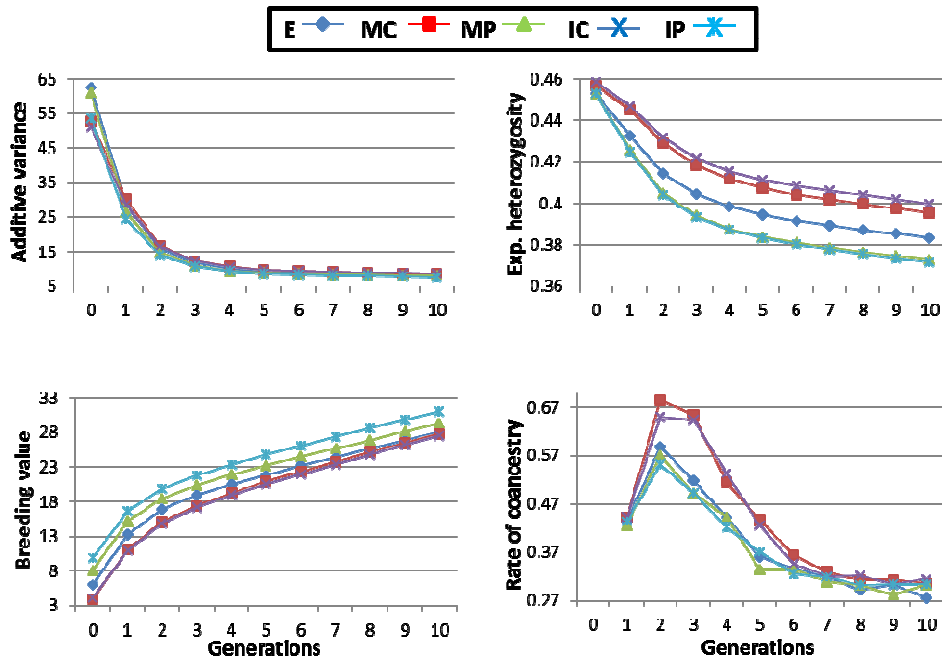 E MC MP IC IP
Additive variance
65
55
45
35
25
15
5
0 1 2 3 4 5 6 7 8 9 10
Exp. heterozygosity
0.46
0.44
0.42
0.4
0.38
0.36
0 1 2 3 4 5 6 7 8 9 10
Breeding value
33
28
23
18
13
8
3
0 1 2 3 4 5 6 7 8 9 10
Generations
Rate of coancestry
0.67
0.57
0.47
0.37
0.27
0 1 2 3 4 5 6 7 8 9 10
Generations